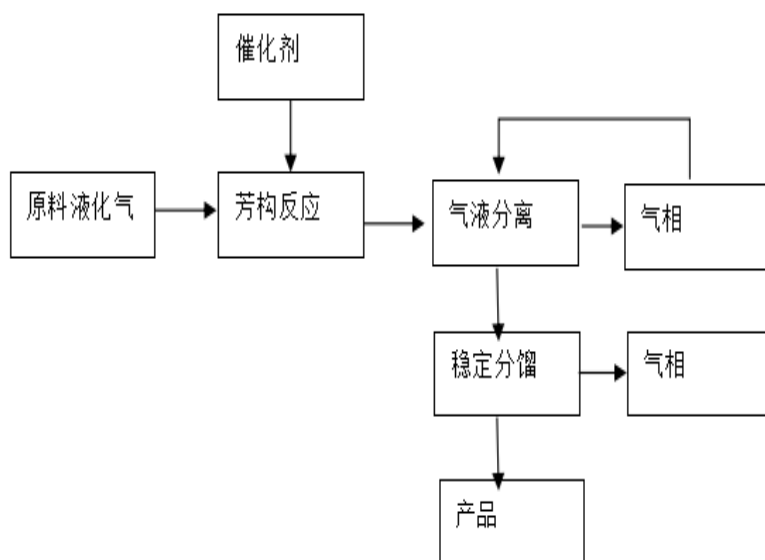 催化剂
原料液化气
芳构反应
气液分离
气相
稳定分馏
气相
产品